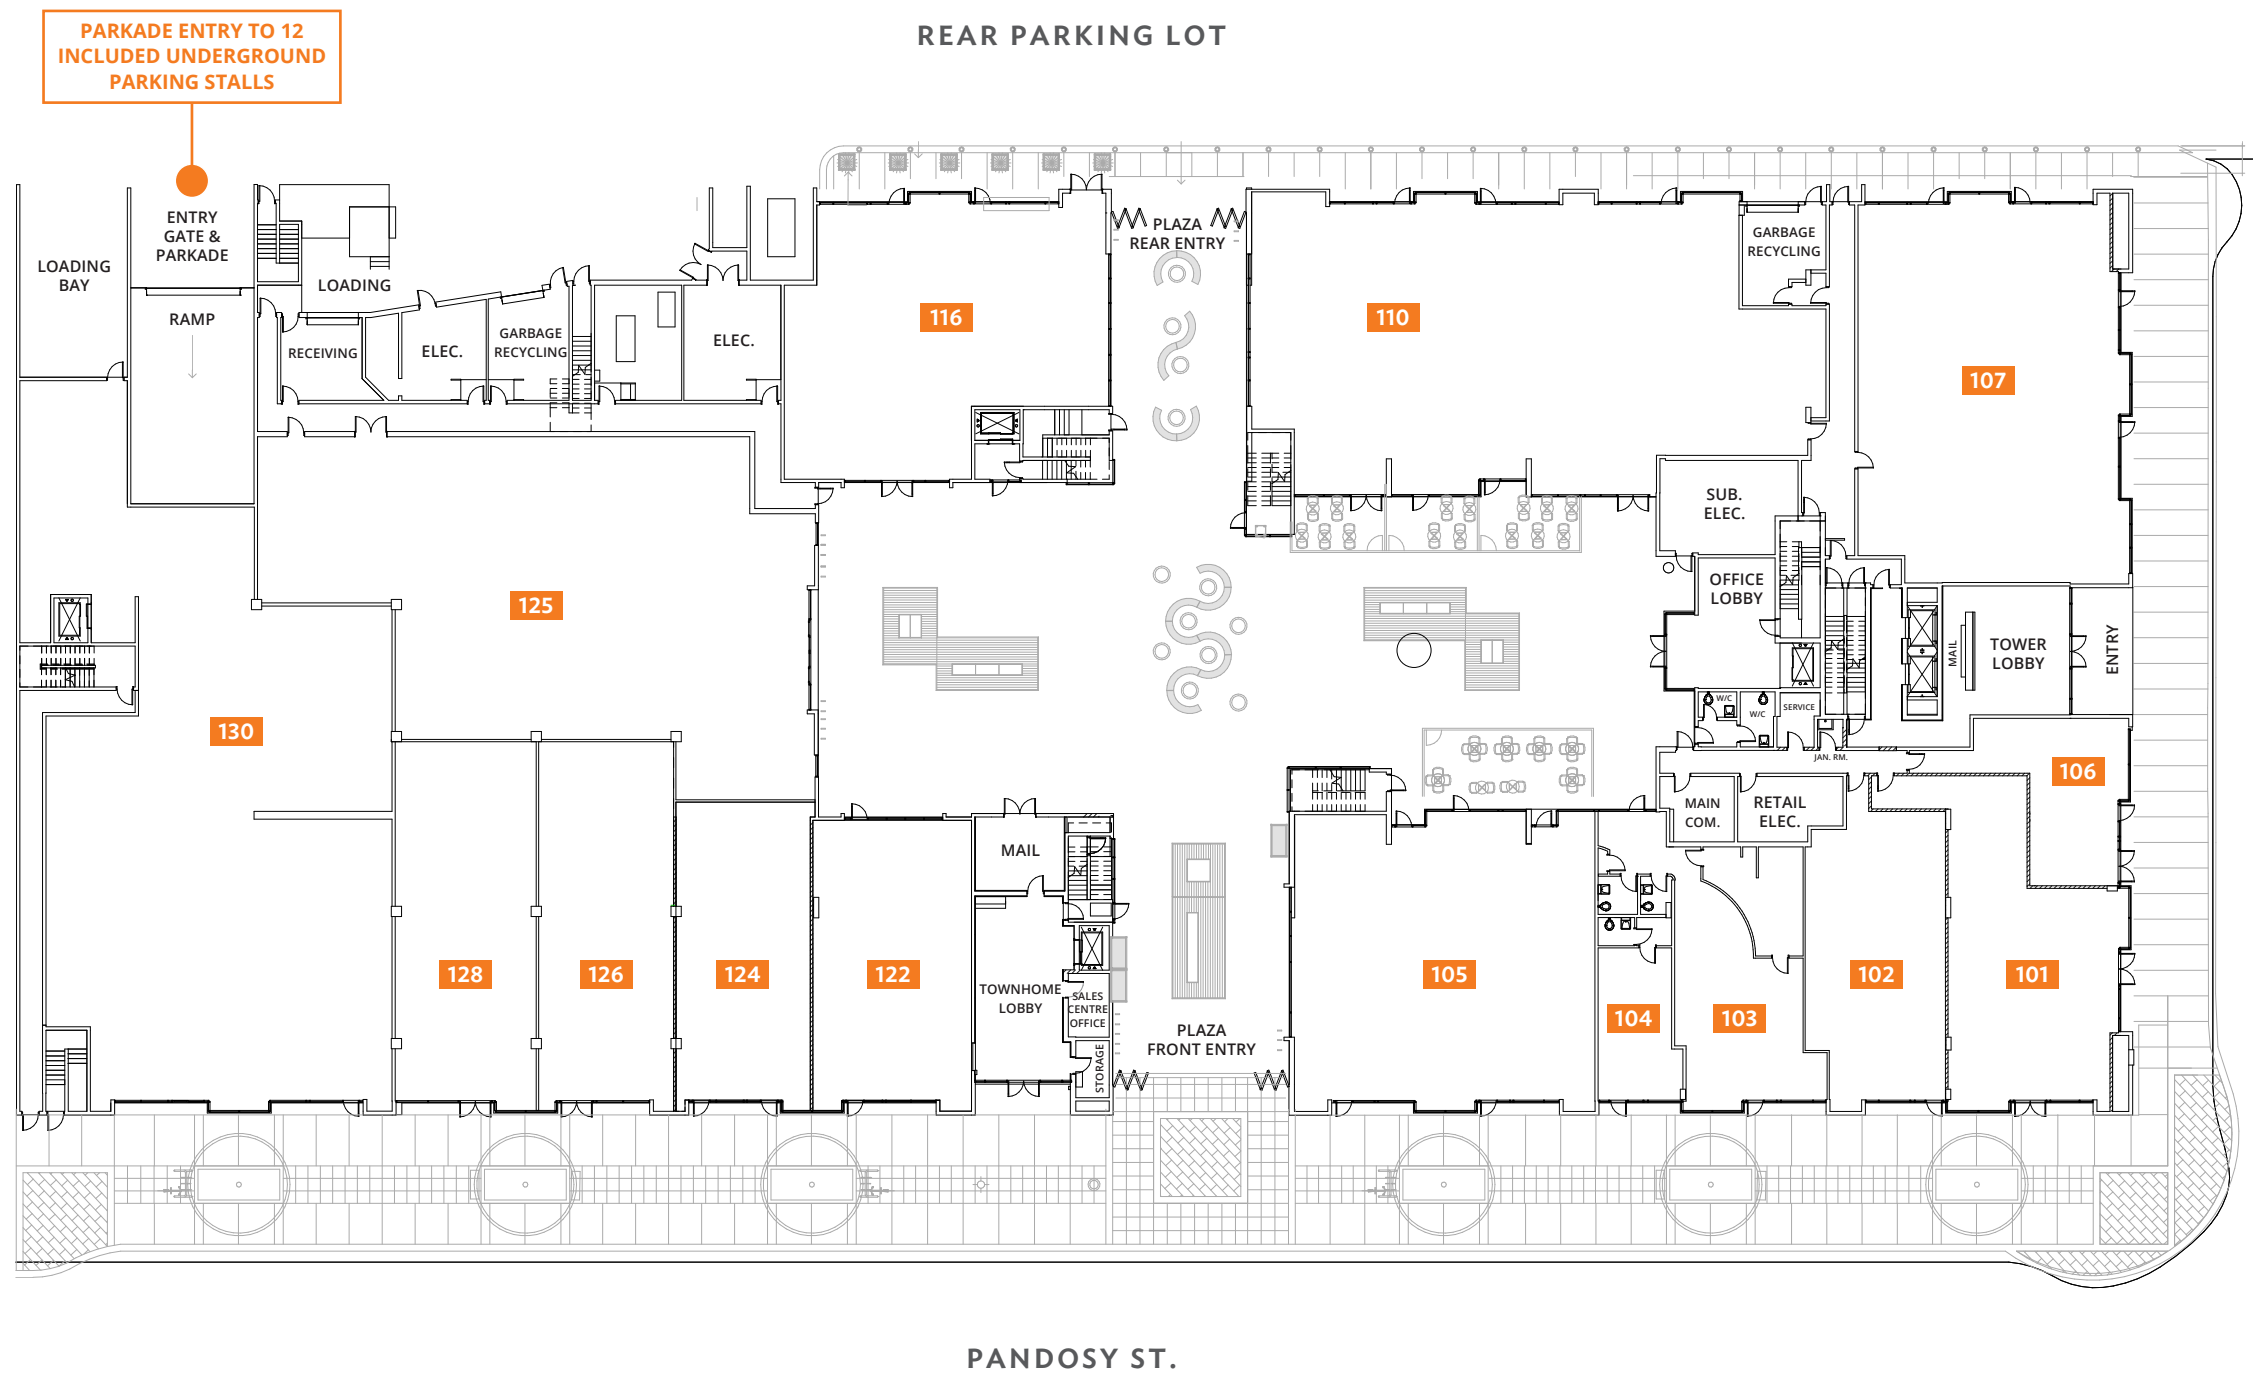 PARKADE ENTRY TO 12
INCLUDED UNDERGROUND
PARKING STALLS
REAR PARKING LOT
ENTRY
GATE &
PARKADE
LOADING
BAY
LOADING
RAMP
RECEIVING
ELEC.
GARBAGE
RECYCLING
ELEC.
116
PLAZA
REAR ENTRY
110
GARBAGE
RECYCLING
107
SUB.
ELEC.
OFFICE
LOBBY
125
TOWER
LOBBY
MAIL
ENTRY
W/C
W/C
SERVICE
JAN. RM.
130
106
MAIN
COM.
RETAIL
ELEC.
MAIL
128
126
124
122
TOWNHOME
LOBBY
SALES
CENTRE
OFFICE
STORAGE
PLAZA
FRONT ENTRY
105
104
103
102
101
PANDOSY ST.